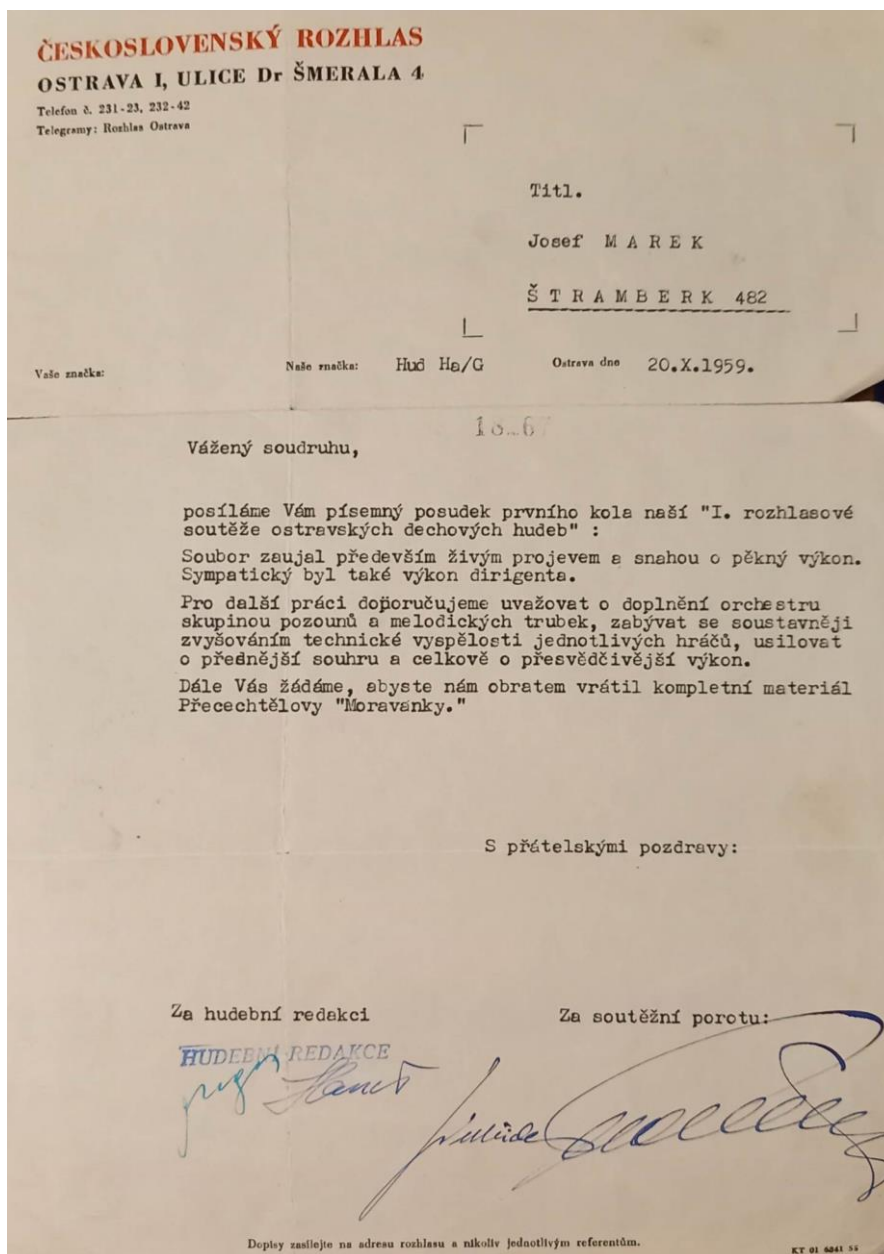 ČESKOSLOVENSKÝ ROZHLAS
OSTRAVA I, ULICE Dr ŠMERALA 4
Telefon č. 231-23, 232-42
Telegramy: Rozhlas Ostrava
Titl.
Josef M A R E K
Š T R A M B E R K 482
Vaše značka:
Naše značka: Hud Ha/G
Ostrava dne 20.X.1959.
Vážený soudruhu,
posíláme Vám písemný posudek prvního kola naší "I. rozhlasové
soutěže ostravských dechových hudeb" :
Soubor zaujal především živým projevem a snahou o pěkný výkon.
Sympatický byl také výkon dirigenta.
Pro další práci doporučujeme uvažovat o doplnění orchestru
skupinou pozounů a melodických trubek, zabývat se soustavněji
zvyšováním technické vyspělosti jednotlivých hráčů, usilovat
o přednější souhru a celkově o přesvědčivější výkon.
Dále Vás žádáme, abyste nám obratem vrátil kompletní materiál
Přecechtělovy "Moravanky."
S přátelskými pozdravy:
Za hudební redakci
Za soutěžní porotu:
HUDEBNÍ REDAKCE
Dopisy zasílejte na adresu rozhlasu a nikoliv jednotlivým referentům.
KT 01 6341 55